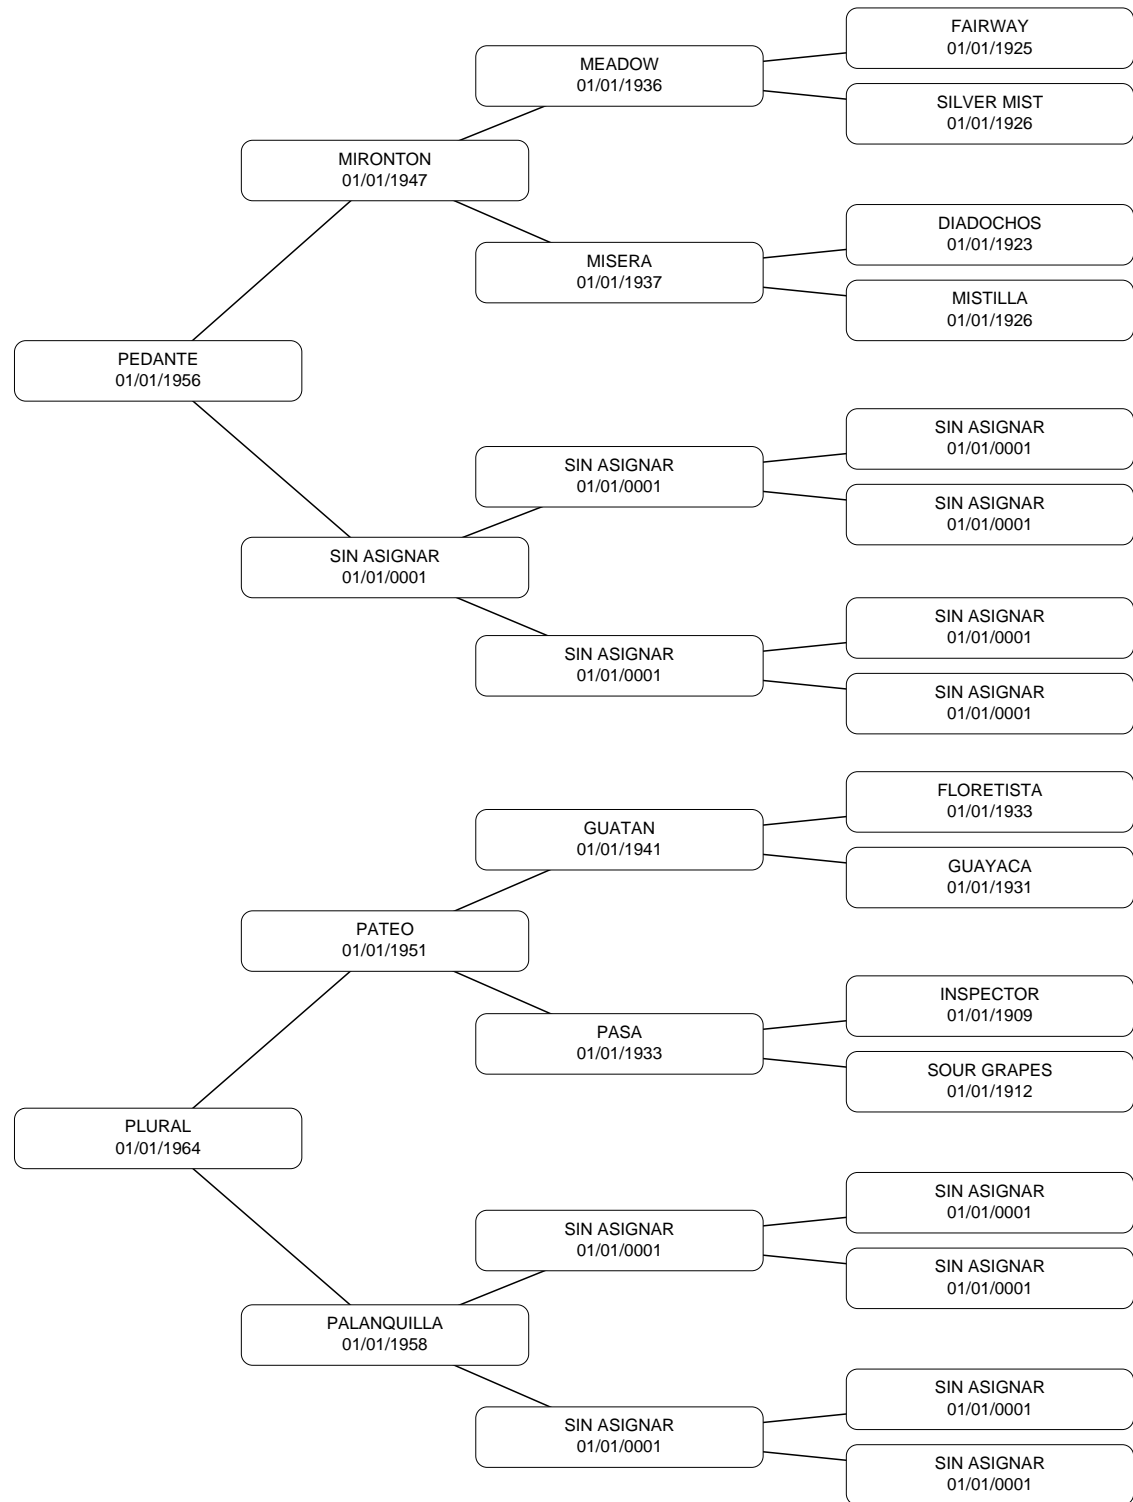 FAIRWAY
01/01/1925
MEADOW
01/01/1936
SILVER MIST
01/01/1926
MIRONTON
01/01/1947
DIADOCHOS
01/01/1923
MISERA
01/01/1937
MISTILLA
01/01/1926
PEDANTE
01/01/1956
SIN ASIGNAR
01/01/0001
SIN ASIGNAR
01/01/0001
SIN ASIGNAR
01/01/0001
SIN ASIGNAR
01/01/0001
SIN ASIGNAR
01/01/0001
SIN ASIGNAR
01/01/0001
SIN ASIGNAR
01/01/0001
FLORETISTA
01/01/1933
GUATAN
01/01/1941
GUAYACA
01/01/1931
PATEO
01/01/1951
INSPECTOR
01/01/1909
PASA
01/01/1933
SOUR GRAPES
01/01/1912
PLURAL
01/01/1964
SIN ASIGNAR
01/01/0001
SIN ASIGNAR
01/01/0001
SIN ASIGNAR
01/01/0001
PALANQUILLA
01/01/1958
SIN ASIGNAR
01/01/0001
SIN ASIGNAR
01/01/0001
SIN ASIGNAR
01/01/0001